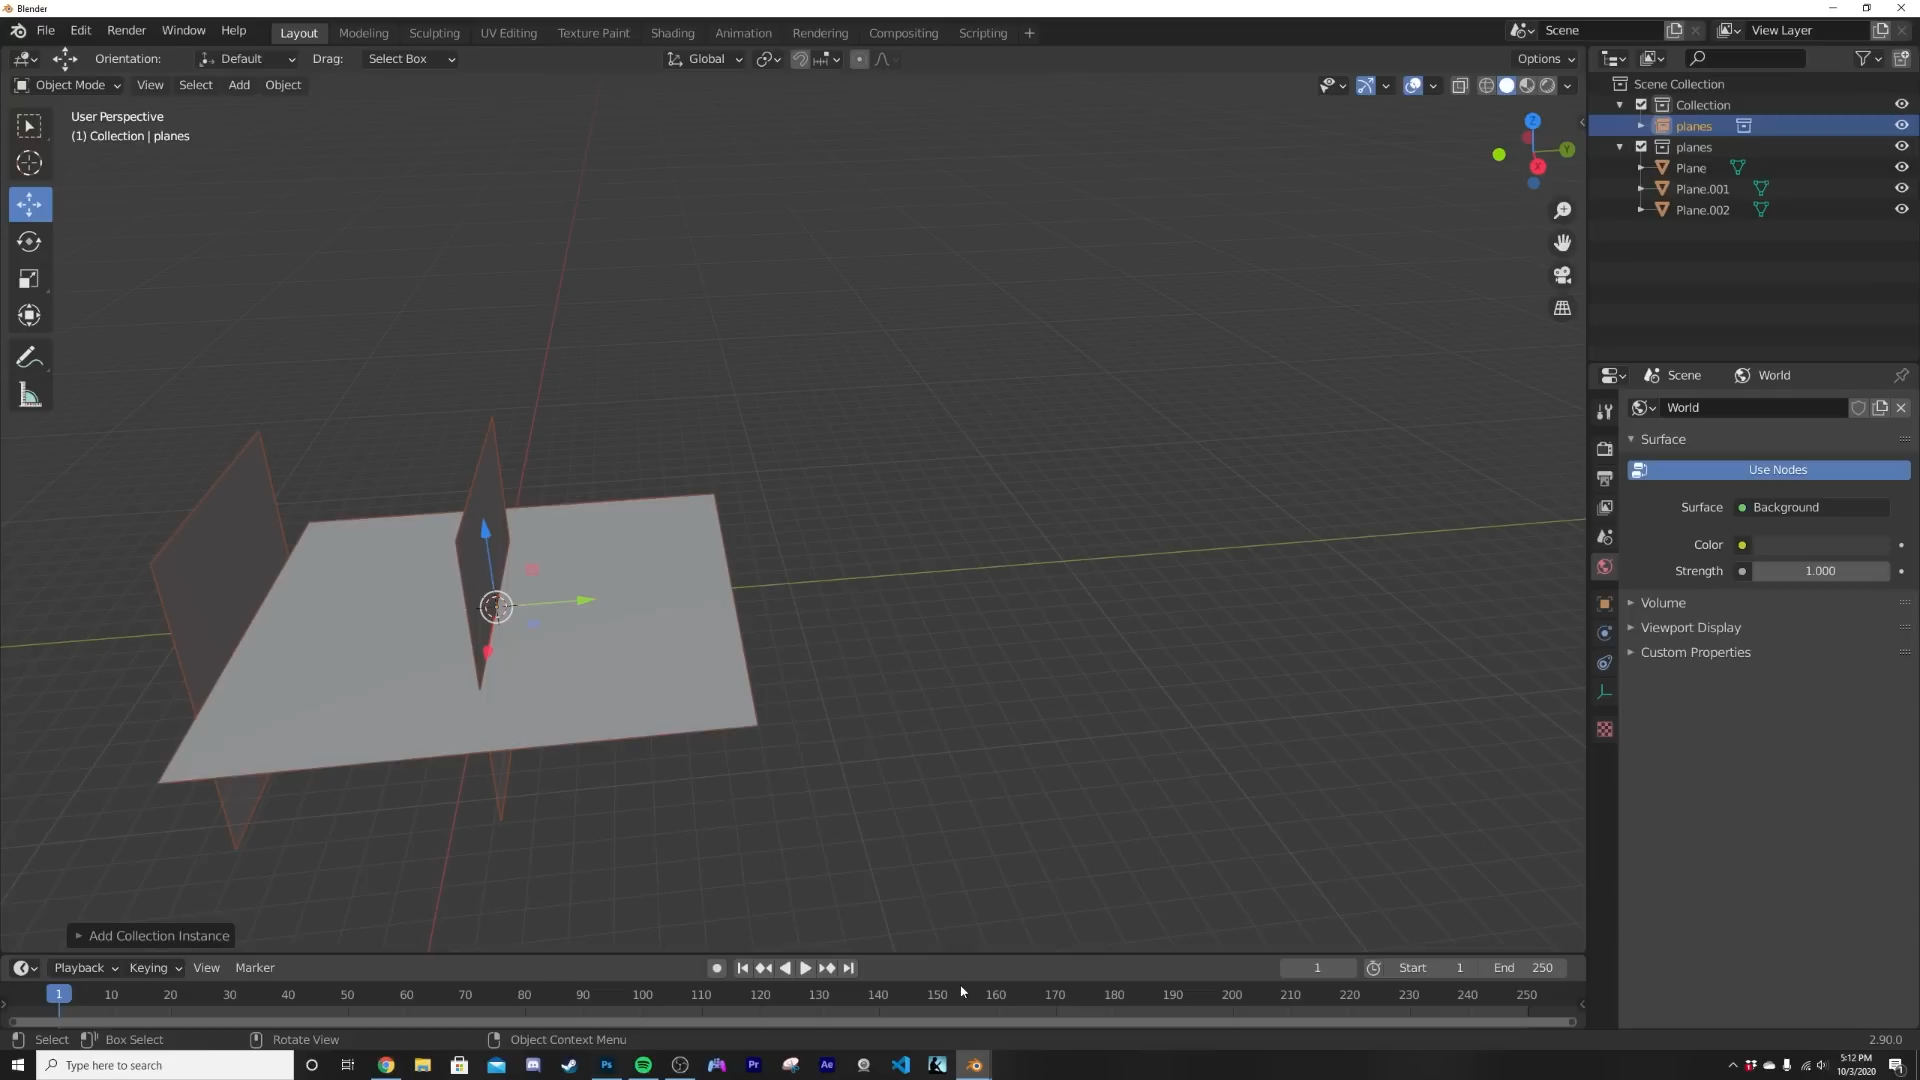 Blender
File Edit Render Window Help Layout Modeling Sculpting UV Editing Texture Paint Shading Animation Rendering Compositing Scripting + Scene View Layer
Orientation: Default Drag: Select Box Global Options
Object Mode View Select Add Object
User Perspective
(1) Collection | planes
Z
Y
X
Scene Collection
Collection
planes
planes
Plane
Plane.001
Plane.002
Scene World
World
Surface
Use Nodes
Surface Background
Color
Strength 1.000
Volume
Viewport Display
Custom Properties
Add Collection Instance
Playback Keying View Marker 1 Start 1 End 250
1 10 20 30 40 50 60 70 80 90 100 110 120 130 140 150 160 170 180 190 200 210 220 230 240 250
Select Box Select Rotate View Object Context Menu 2.90.0
Type here to search Ps Pr Ae 5:12 PM
10/3/2020